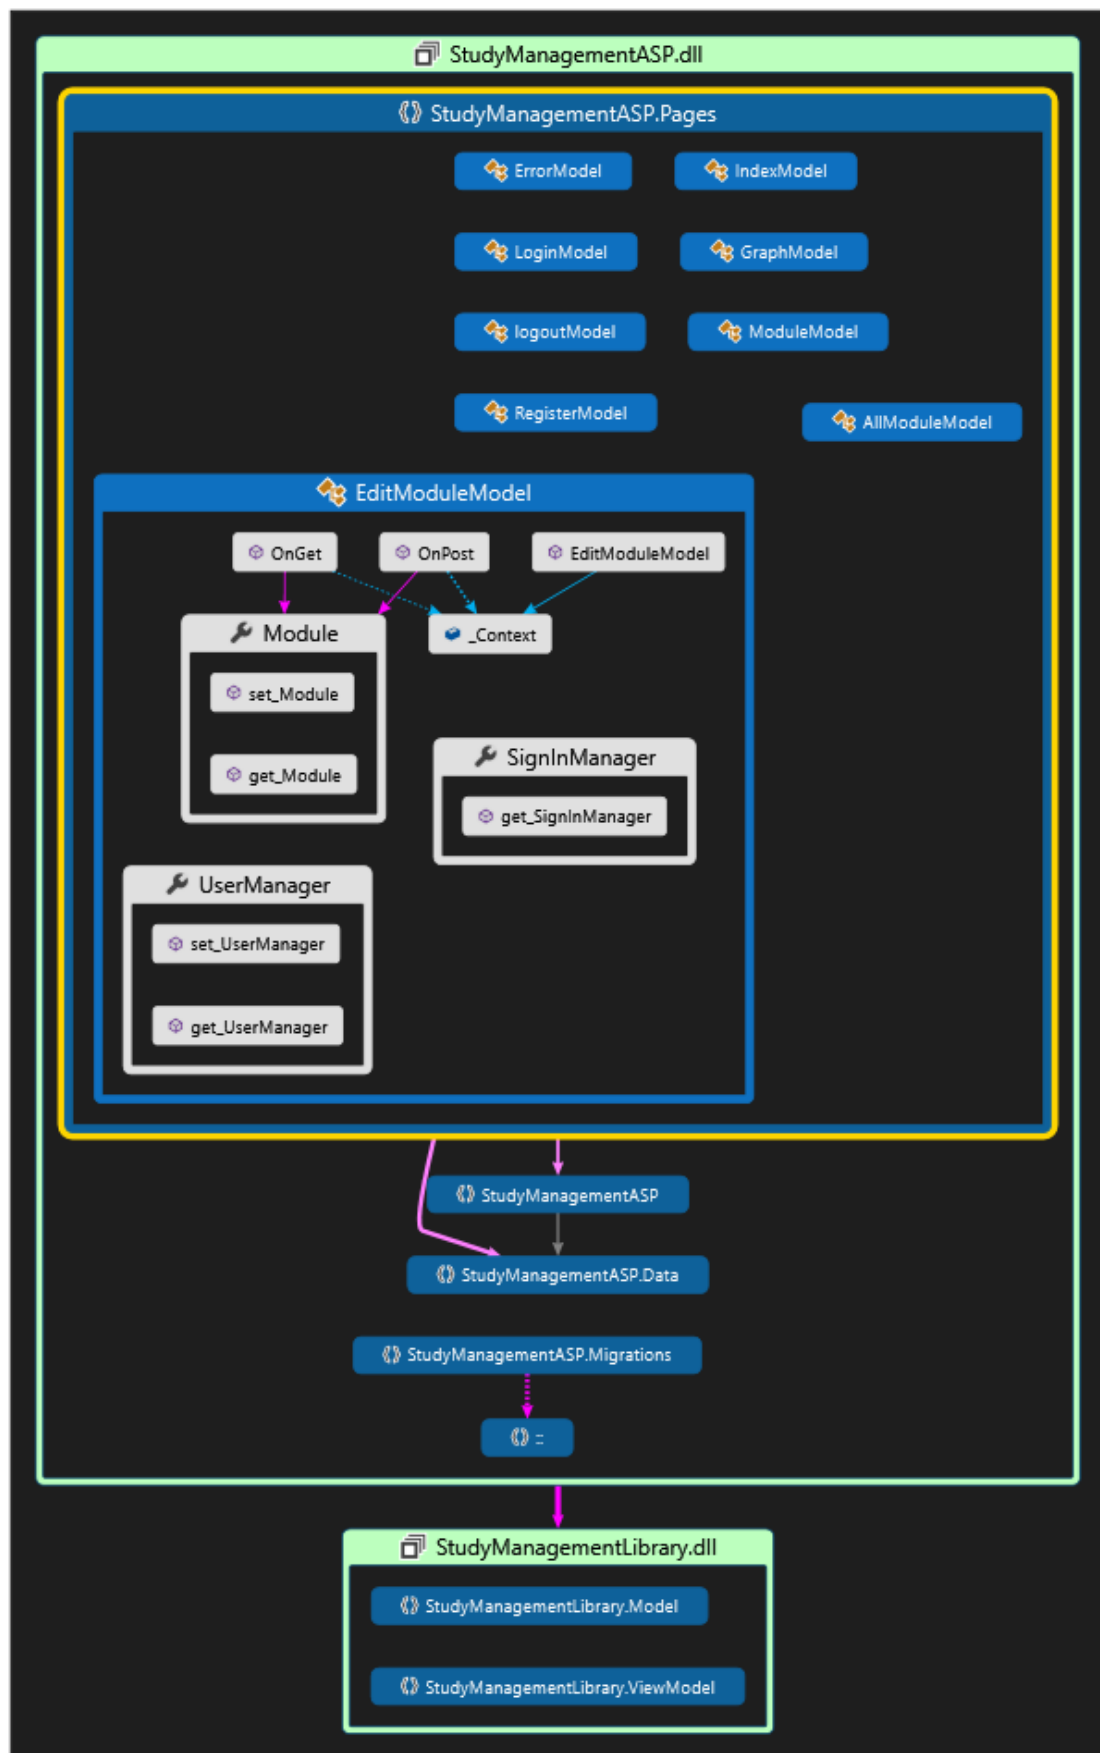 StudyManagementASP.dll
StudyManagementASP.Pages
ErrorModel
IndexModel
LoginModel
GraphModel
logoutModel
ModuleModel
RegisterModel
AllModuleModel
EditModuleModel
OnGet
OnPost
EditModuleModel
Module
_Context
set_Module
get_Module
SignInManager
get_SignInManager
UserManager
set_UserManager
get_UserManager
StudyManagementASP
StudyManagementASP.Data
StudyManagementASP.Migrations
::
StudyManagementLibrary.dll
StudyManagementLibrary.Model
StudyManagementLibrary.ViewModel